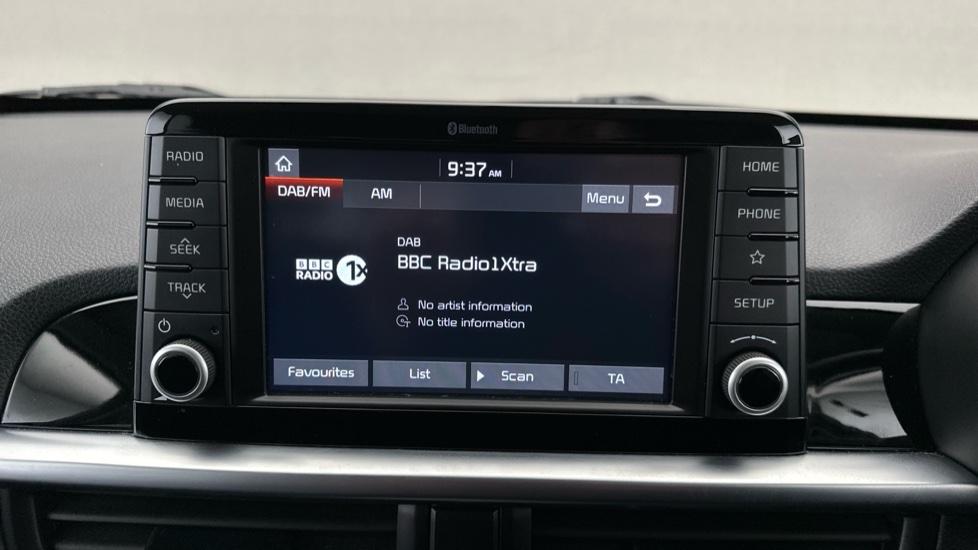 Bluetooth
RADIO
MEDIA
SEEK
TRACK
9:37 AM
DAB/FM
AM
Menu
DAB
BBC Radio1Xtra
BBC
RADIO
1X
No artist information
No title information
Favourites
List
Scan
TA
HOME
PHONE
SETUP